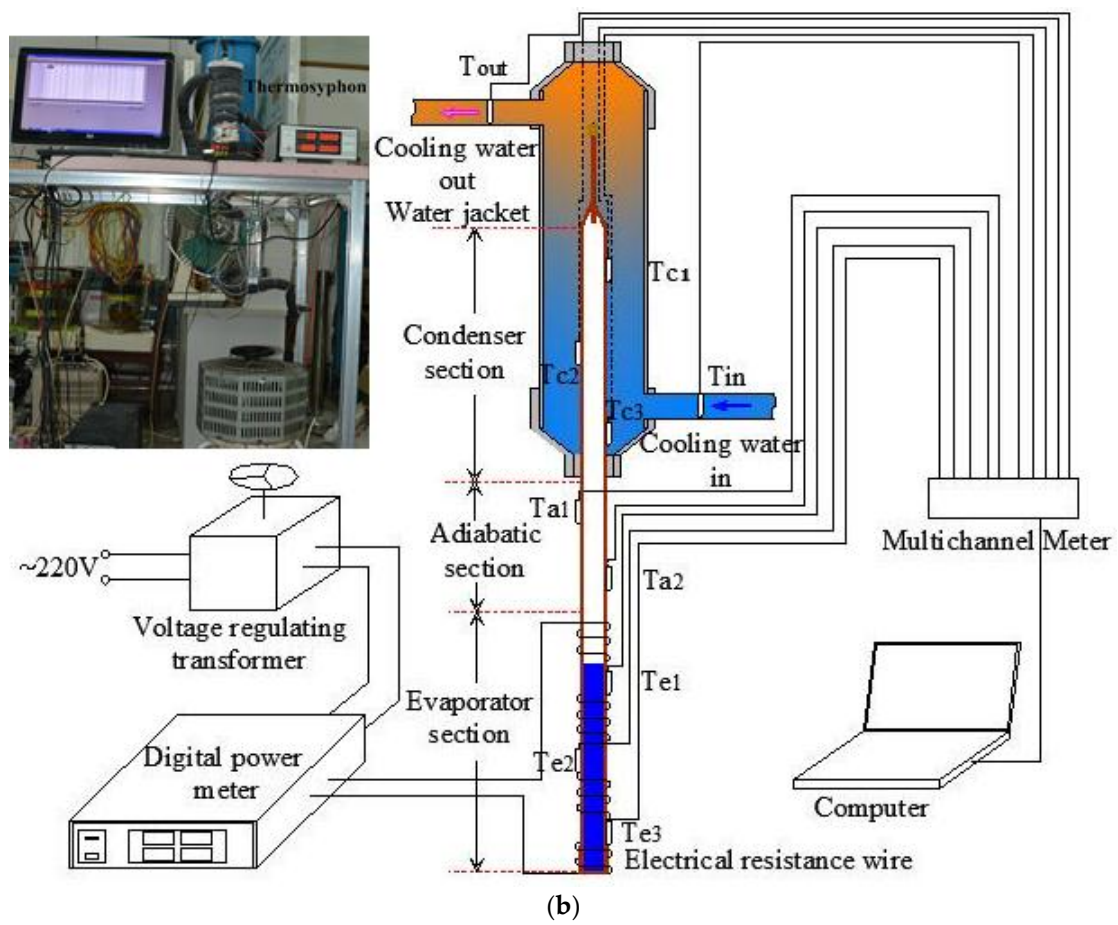 Thermosyphon
Tout
Cooling water
out
Water jacket
Tc1
Condenser
section
Tc2
Tin
Tc3
Cooling water
in
Ta1
Adiabatic
section
Multichannel Meter
~220V
Ta2
Voltage regulating
transformer
Te1
Evaporator
section
Digital power
meter
Te2
Computer
Te3
Electrical resistance wire
(b)